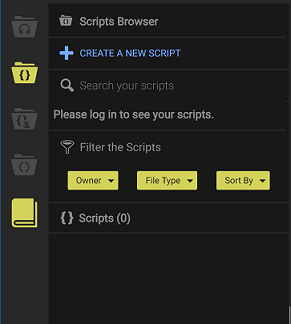 Scripts Browser
CREATE A NEW SCRIPT
Search your scripts
Please log in to see your scripts.
Filter the Scripts
Owner File Type Sort By
{ } Scripts (0)